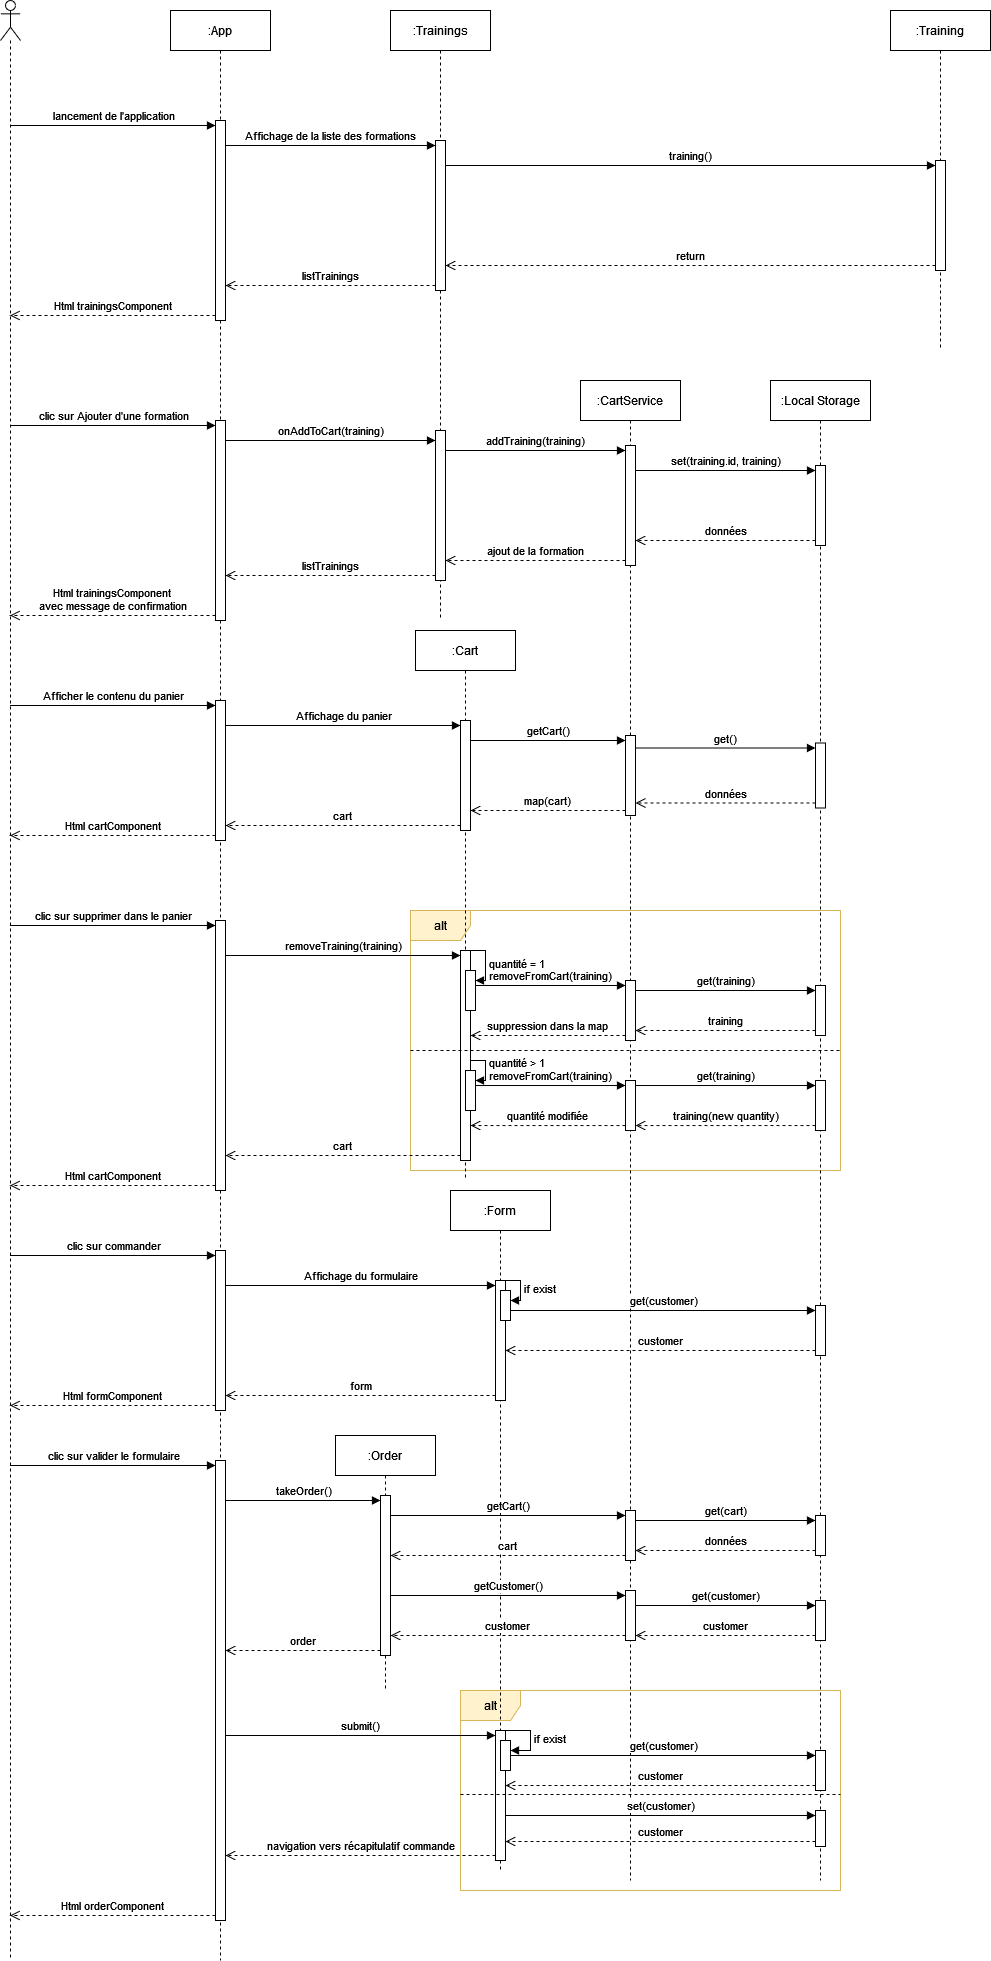 :App
:Trainings
:Training
lancement de l'application
Affichage de la liste des formations
training()
return
listTrainings
Html trainingsComponent
:CartService
:Local Storage
clic sur Ajouter d'une formation
onAddToCart(training)
addTraining(training)
set(training.id, training)
données
ajout de la formation
listTrainings
Html trainingsComponent
avec message de confirmation
:Cart
Afficher le contenu du panier
Affichage du panier
getCart()
get()
données
map(cart)
cart
Html cartComponent
clic sur supprimer dans le panier
alt
removeTraining(training)
quantité = 1
removeFromCart(training)
get(training)
training
suppression dans la map
quantité > 1
removeFromCart(training)
get(training)
quantité modifiée
training(new quantity)
cart
Html cartComponent
:Form
clic sur commander
Affichage du formulaire
if exist
get(customer)
customer
form
Html formComponent
:Order
clic sur valider le formulaire
takeOrder()
getCart()
get(cart)
données
cart
getCustomer()
get(customer)
customer
customer
order
alt
submit()
if exist
get(customer)
customer
set(customer)
customer
navigation vers récapitulatif commande
Html orderComponent